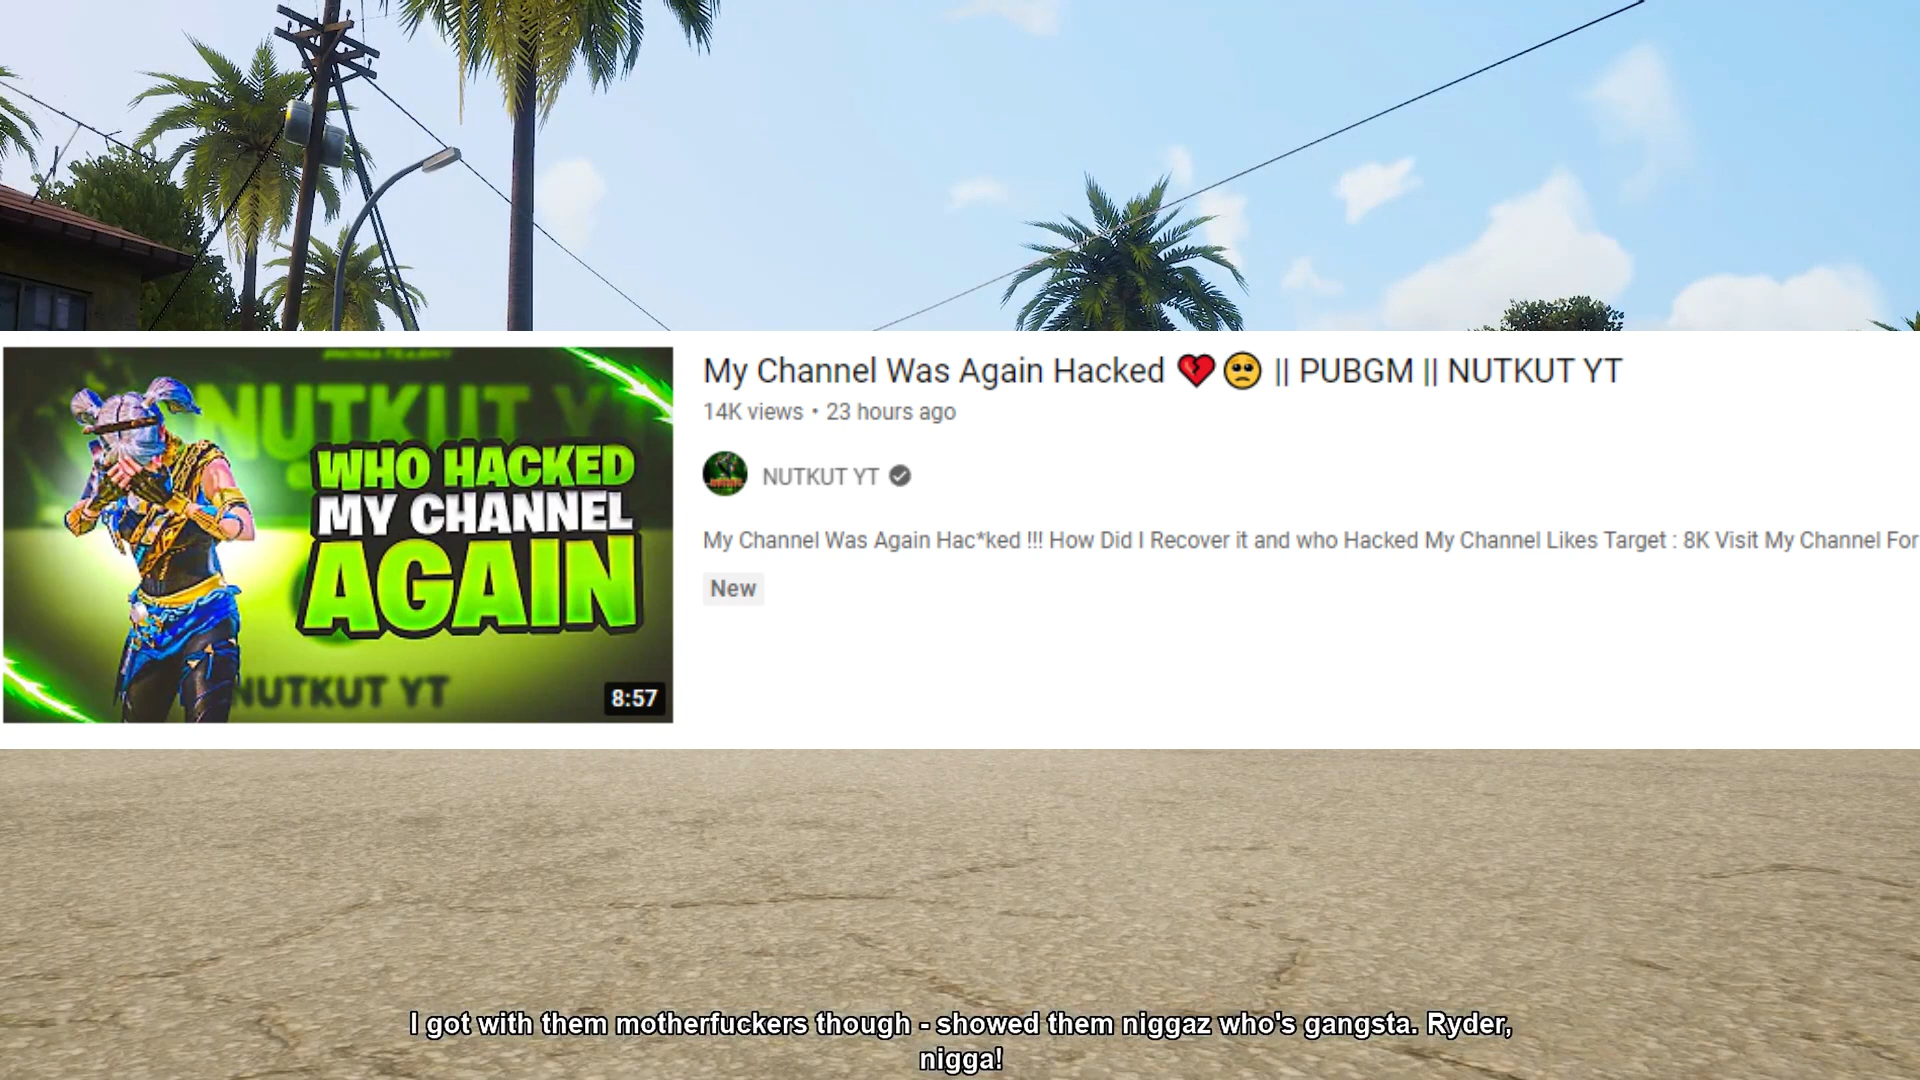 My Channel Was Again Hacked 💔🥺 || PUBGM || NUTKUT YT
14K views • 23 hours ago
NUTKUT YT
My Channel Was Again Hac*ked !!! How Did I Recover it and who Hacked My Channel Likes Target : 8K Visit My Channel For
New
NUTKUT Y
WHO HACKED
MY CHANNEL
AGAIN
NUTKUT YT
8:57
I got with them motherfuckers though - showed them niggaz who's gangsta. Ryder,
nigga!